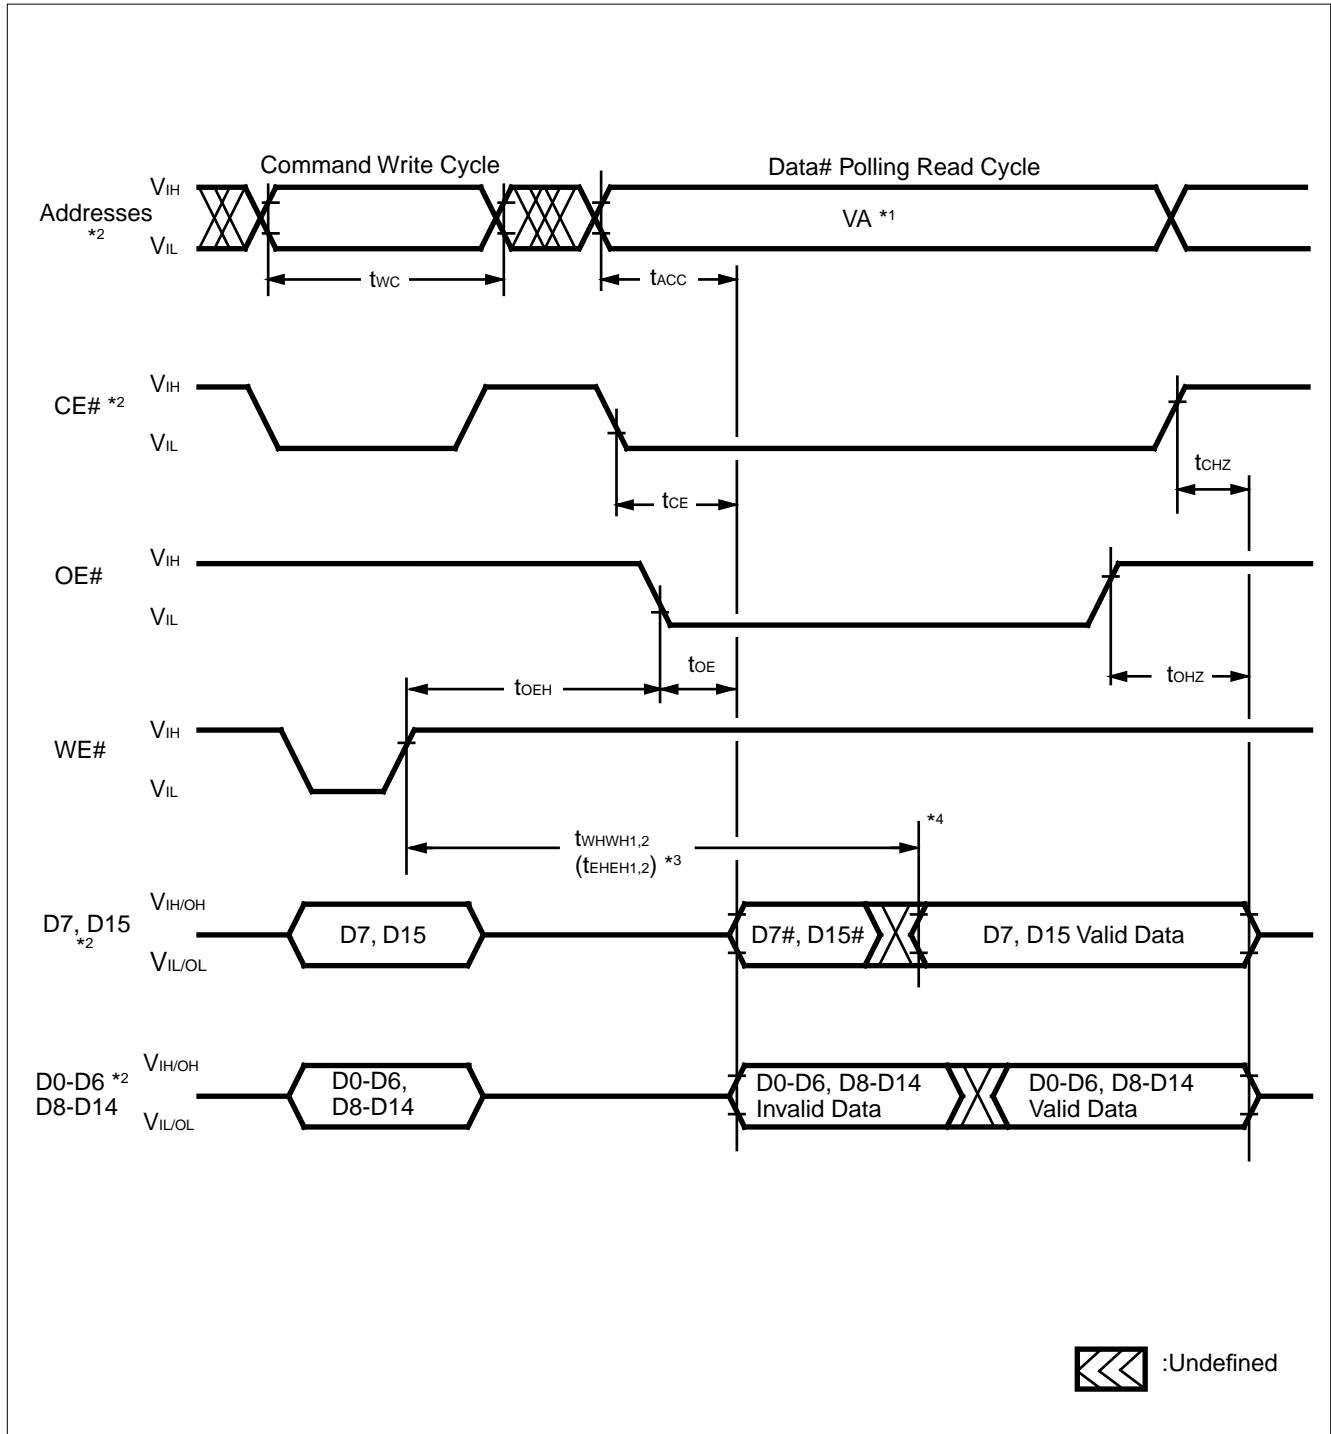 Command Write Cycle
Data# Polling Read Cycle
Addresses
*2
VIH
VIL
VA *1
tWC
tACC
CE# *2
VIH
VIL
tCHZ
tCE
OE#
VIH
VIL
tOEH
tOE
tOHZ
WE#
VIH
VIL
tWHWH1,2
(tEHEH1,2) *3
*4
D7, D15
*2
VIH/OH
VIL/OL
D7, D15
D7#, D15#
D7, D15 Valid Data
D0-D6 *2
D8-D14
VIH/OH
VIL/OL
D0-D6,
D8-D14
D0-D6, D8-D14
Invalid Data
D0-D6, D8-D14
Valid Data
:Undefined